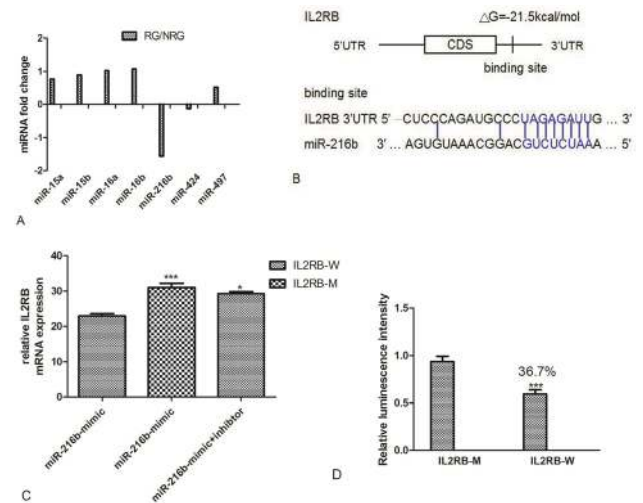 RG/NRG
miRNA fold change
2
1
0
-1
-2
miR-15a
miR-15b
miR-16a
miR-16b
miR-216b
miR-424
miR-497
A
IL2RB
△G=-21.5kcal/mol
5'UTR
CDS
3'UTR
binding site
binding site
IL2RB 3'UTR 5' ...CUCCCAGAUGCCCUAGAGAUUG ... 3'
miR-216b 3' ... AGUGUAAACGGACGUCUCUAAA ... 5'
B
relative IL2RB
mRNA expression
40
30
20
10
0
***
*
IL2RB-W
IL2RB-M
miR-216b-mimic
miR-216b-mimic
miR-216b-mimic+inhibtor
C
Relative luminescence intensity
1.5
1.0
0.5
0.0
36.7%
***
IL2RB-M
IL2RB-W
D